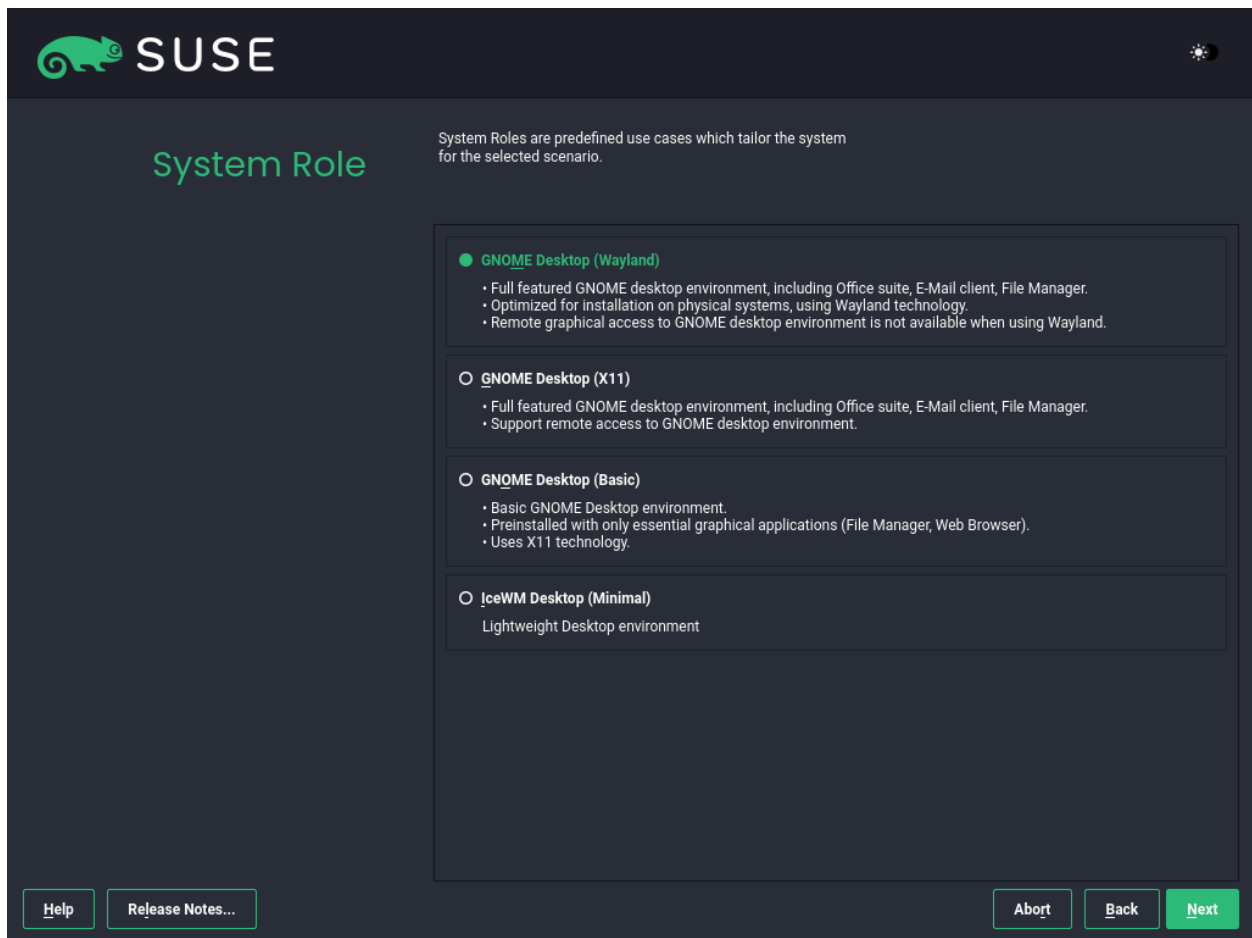 SUSE
System Role
System Roles are predefined use cases which tailor the system
for the selected scenario.
GNOME Desktop (Wayland)
• Full featured GNOME desktop environment, including Office suite, E-Mail client, File Manager.
• Optimized for installation on physical systems, using Wayland technology.
• Remote graphical access to GNOME desktop environment is not available when using Wayland.
GNOME Desktop (X11)
• Full featured GNOME desktop environment, including Office suite, E-Mail client, File Manager.
• Support remote access to GNOME desktop environment.
GNOME Desktop (Basic)
• Basic GNOME Desktop environment.
• Preinstalled with only essential graphical applications (File Manager, Web Browser).
• Uses X11 technology.
IceWM Desktop (Minimal)
Lightweight Desktop environment
Help Release Notes... Abort Back Next